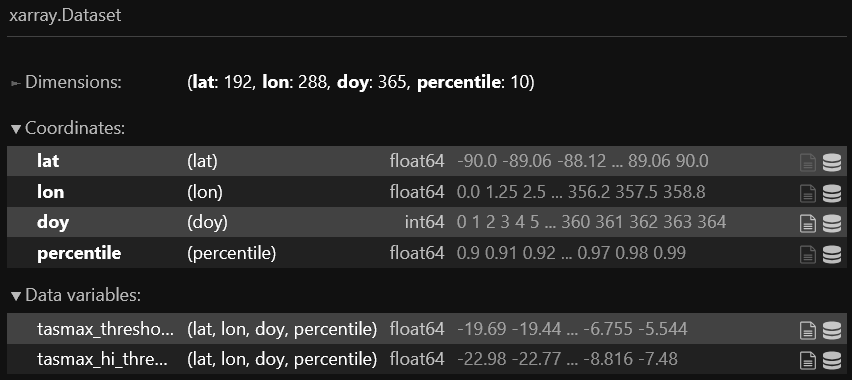 xarray.Dataset
► Dimensions: (lat: 192, lon: 288, doy: 365, percentile: 10)
▼ Coordinates:
lat (lat) float64 -90.0 -89.06 -88.12 ... 89.06 90.0
lon (lon) float64 0.0 1.25 2.5 ... 356.2 357.5 358.8
doy (doy) int64 0 1 2 3 4 5 ... 360 361 362 363 364
percentile (percentile) float64 0.9 0.91 0.92 ... 0.97 0.98 0.99
▼ Data variables:
tasmax_thresho... (lat, lon, doy, percentile) float64 -19.69 -19.44 ... -6.755 -5.544
tasmax_hi_thre... (lat, lon, doy, percentile) float64 -22.98 -22.77 ... -8.816 -7.48